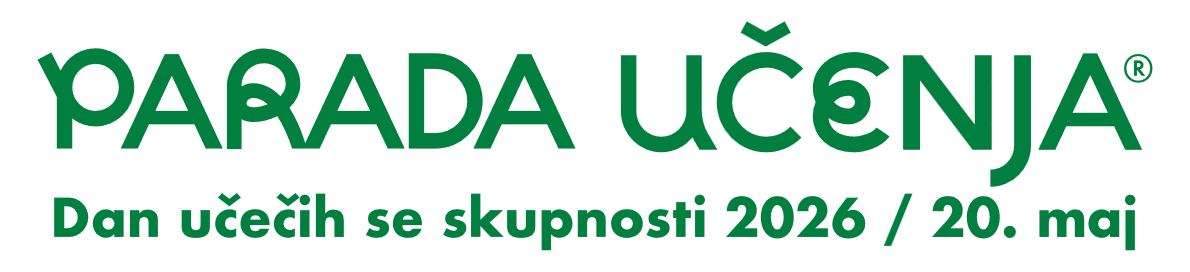 PARADA UČENJA®
Dan učečih se skupnosti 2026 / 20. maj